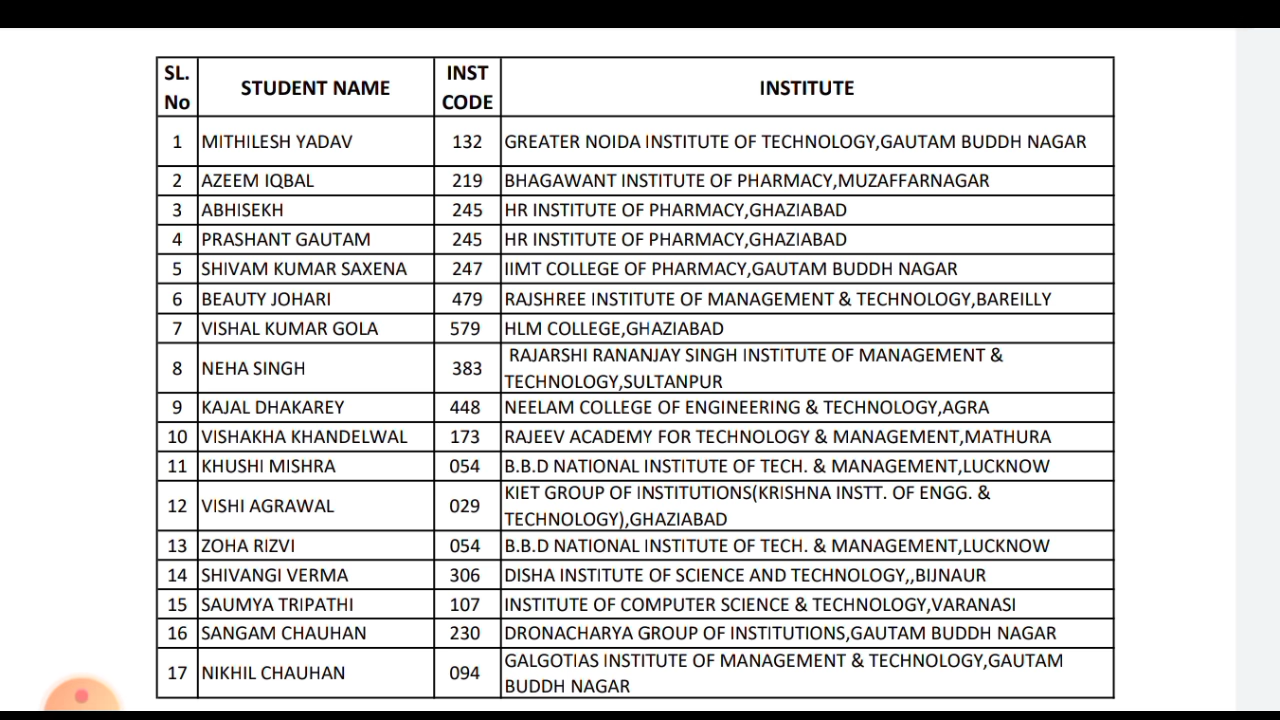 SL. No STUDENT NAME INST CODE INSTITUTE
1 MITHILESH YADAV 132 GREATER NOIDA INSTITUTE OF TECHNOLOGY,GAUTAM BUDDH NAGAR
2 AZEEM IQBAL 219 BHAGAWANT INSTITUTE OF PHARMACY,MUZAFFARNAGAR
3 ABHISEKH 245 HR INSTITUTE OF PHARMACY,GHAZIABAD
4 PRASHANT GAUTAM 245 HR INSTITUTE OF PHARMACY,GHAZIABAD
5 SHIVAM KUMAR SAXENA 247 IIMT COLLEGE OF PHARMACY,GAUTAM BUDDH NAGAR
6 BEAUTY JOHARI 479 RAJSHREE INSTITUTE OF MANAGEMENT & TECHNOLOGY,BAREILLY
7 VISHAL KUMAR GOLA 579 HLM COLLEGE,GHAZIABAD
8 NEHA SINGH 383 RAJARSHI RANANJAY SINGH INSTITUTE OF MANAGEMENT &
TECHNOLOGY,SULTANPUR
9 KAJAL DHAKAREY 448 NEELAM COLLEGE OF ENGINEERING & TECHNOLOGY,AGRA
10 VISHAKHA KHANDELWAL 173 RAJEEV ACADEMY FOR TECHNOLOGY & MANAGEMENT,MATHURA
11 KHUSHI MISHRA 054 B.B.D NATIONAL INSTITUTE OF TECH. & MANAGEMENT,LUCKNOW
12 VISHI AGRAWAL 029 KIET GROUP OF INSTITUTIONS(KRISHNA INSTT. OF ENGG. &
TECHNOLOGY),GHAZIABAD
13 ZOHA RIZVI 054 B.B.D NATIONAL INSTITUTE OF TECH. & MANAGEMENT,LUCKNOW
14 SHIVANGI VERMA 306 DISHA INSTITUTE OF SCIENCE AND TECHNOLOGY,,BIJNAUR
15 SAUMYA TRIPATHI 107 INSTITUTE OF COMPUTER SCIENCE & TECHNOLOGY,VARANASI
16 SANGAM CHAUHAN 230 DRONACHARYA GROUP OF INSTITUTIONS,GAUTAM BUDDH NAGAR
17 NIKHIL CHAUHAN 094 GALGOTIAS INSTITUTE OF MANAGEMENT & TECHNOLOGY,GAUTAM
BUDDH NAGAR